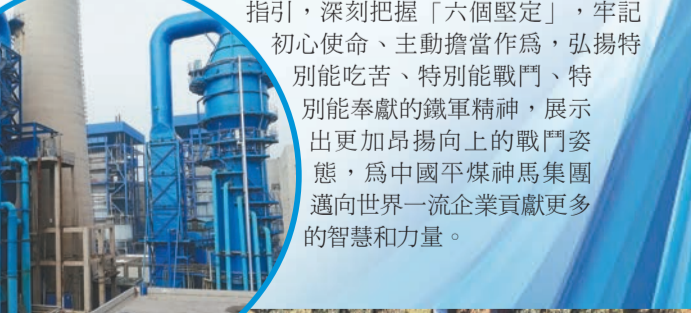 指引，深刻把握「六個堅定」，牢記
初心使命、主動擔當作爲，弘揚特
別能吃苦、特別能戰鬥、特
別能奉獻的鐵軍精神，展示
出更加昂揚向上的戰鬥姿
態，爲中國平煤神馬集團
邁向世界一流企業貢獻更多
的智慧和力量。